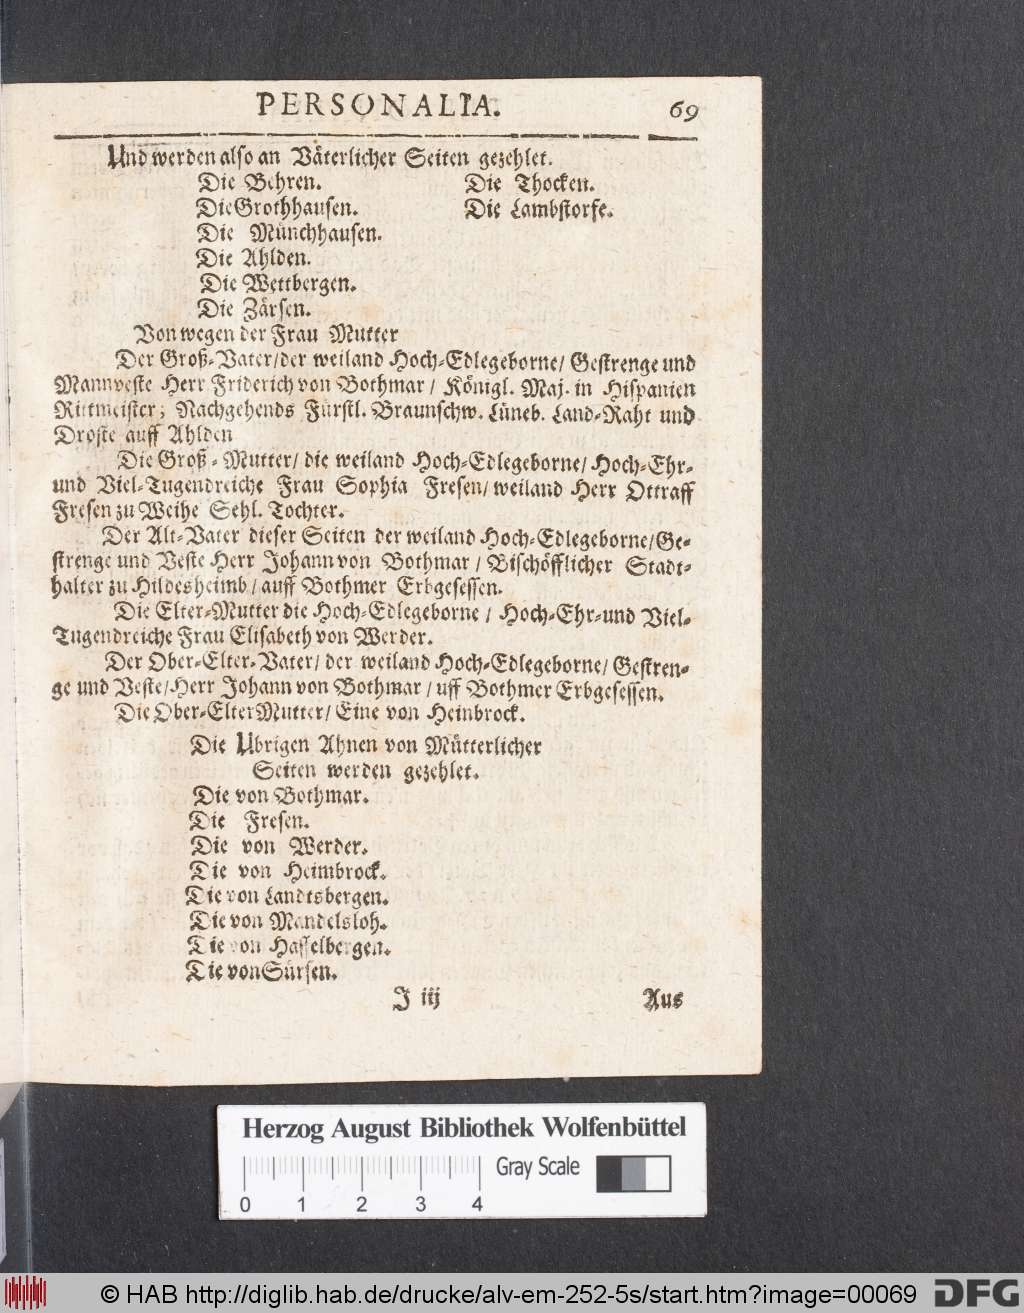 PERSONALIA. 69
Und werden also an Väterlicher Seiten gezehlet.
Die Behren. Die Thocken.
Die Grothhausen. Die Lambstorfe.
Die Münchhausen.
Die Ahlden.
Die Wettbergen.
Die Zärsen.
Von wegen der Frau Mutter
Der Groß-Vater/der weiland Hoch-Edlegeborne/ Gestrenge und
Mannveste Herr Friderich von Bothmar / Königl. Maj. in Hispanien
Rittmeister; Nachgehends Fürstl. Braunschw. Lüneb. Land-Raht und
Droste auff Ahlden
Die Groß-Mutter/ die weiland Hoch-Edlegeborne/ Hoch-Ehr-
und Viel-Tugendreiche Frau Sophia Fresen/ weiland Herr Ottraff
Fresen zu Weihe Sehl. Tochter.
Der Alt-Vater dieser Seiten der weiland Hoch-Edlegeborne/Ge-
strenge und Veste Herr Johann von Bothmar / Bischöfflicher Stadt-
halter zu Hildesheimb / auff Bothmer Erbgesessen.
Die Elter-Mutter die Hoch-Edlegeborne / Hoch-Ehr-und Viel-
Tugendreiche Frau Elisabeth von Werder.
Der Ober-Elter-Vater/ der weiland Hoch-Edlegeborne/ Gestren-
ge und Veste/Herr Johann von Bothmar / uff Bothmer Erbgesessen.
Die Ober-Elter Mutter/ Eine von Heinbrock.
Die Ubrigen Ahnen von Mütterlicher
Seiten werden gezehlet.
Die von Bothmar.
Die Fresen.
Die von Werder.
Die von Heimbrock.
Die von Landtsbergen.
Die von Mandelsloh.
Die von Hasselbergen.
Die von Sürsen.
J iij Aus
Herzog August Bibliothek Wolfenbüttel
Gray Scale
0 1 2 3 4
© HAB http://diglib.hab.de/drucke/alv-em-252-5s/start.htm?image=00069 DFG